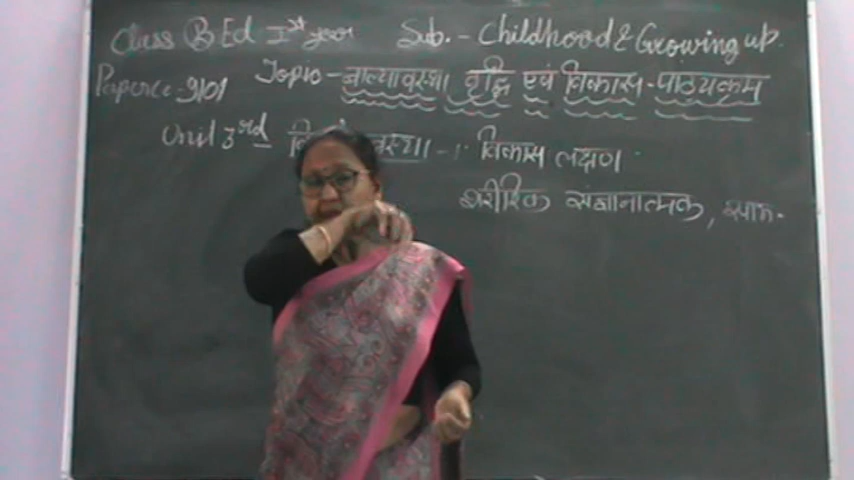 Class B.Ed Ist year Sub. - Childhood & Growing up.
9101 Topic - बाल्यावस्था वृद्धि एवं विकास - पाठ्यक्रम
Unit 3rd विकास लक्षण
शारीरिक संज्ञानात्मक,